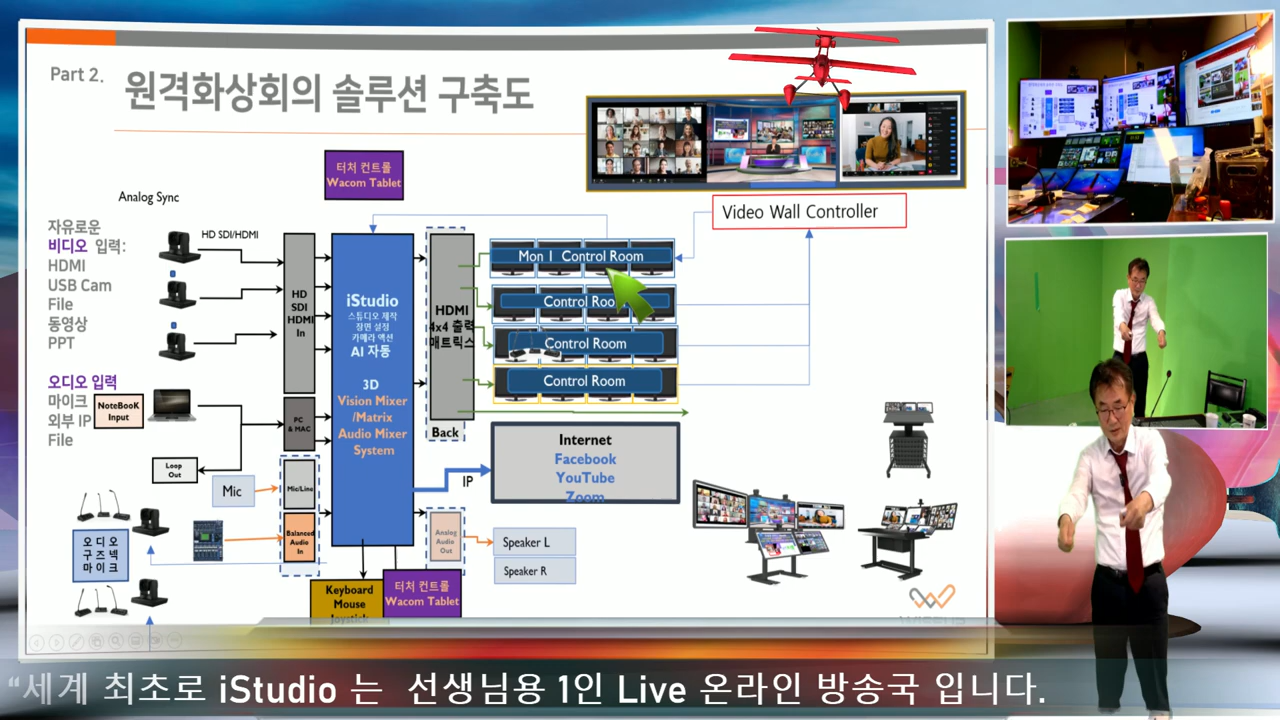 Part 2.
원격화상회의 솔루션 구축도
터처 컨트롤
Wacom Tablet
Video Wall Controller
Analog Sync
자유로운
비디오 입력:
HDMI
USB Cam
File
동영상
PPT
HD SDI/HDMI
HD
SDI
HDMI
In
iStudio
스튜디오 제작
장면 설정
카메라 액션
AI 자동
3D
Vision Mixer
/Matrix
Audio Mixer
System
HDMI
4x4 출력
매트릭스
Back
Mon 1 Control Room
Control Roo
Control Room
Control Room
오디오 입력
마이크
외부 IP
File
NoteBooK
Input
PC
& MAC
Loop
Out
Mic
Mic/Line
Balanced
Audio
In
오 디 오
구 즈 넥
마 이 크
IP
Internet
Facebook
YouTube
Zoom
Analog
Audio
Out
Speaker L
Speaker R
Keyboard
Mouse
Joystick
터처 컨트롤
Wacom Tablet
“세계 최초로 iStudio 는 선생님용 1인 Live 온라인 방송국 입니다.